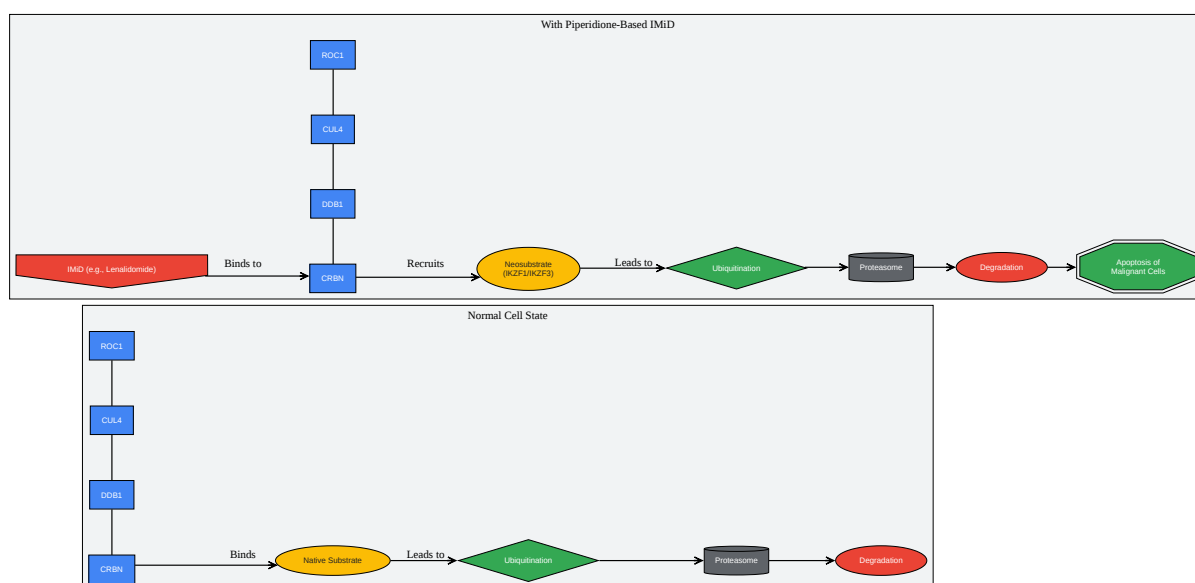 With Piperidione-Based IMiD
ROC1
CUL4
DDB1
IMiD (e.g., Lenalidomide)
Binds to
CRBN
Recruits
Neosubstrate
(IKZF1/IKZF3)
Leads to
Ubiquitination
Proteasome
Degradation
Apoptosis of
Malignant Cells
Normal Cell State
ROC1
CUL4
DDB1
CRBN
Binds
Native Substrate
Leads to
Ubiquitination
Proteasome
Degradation